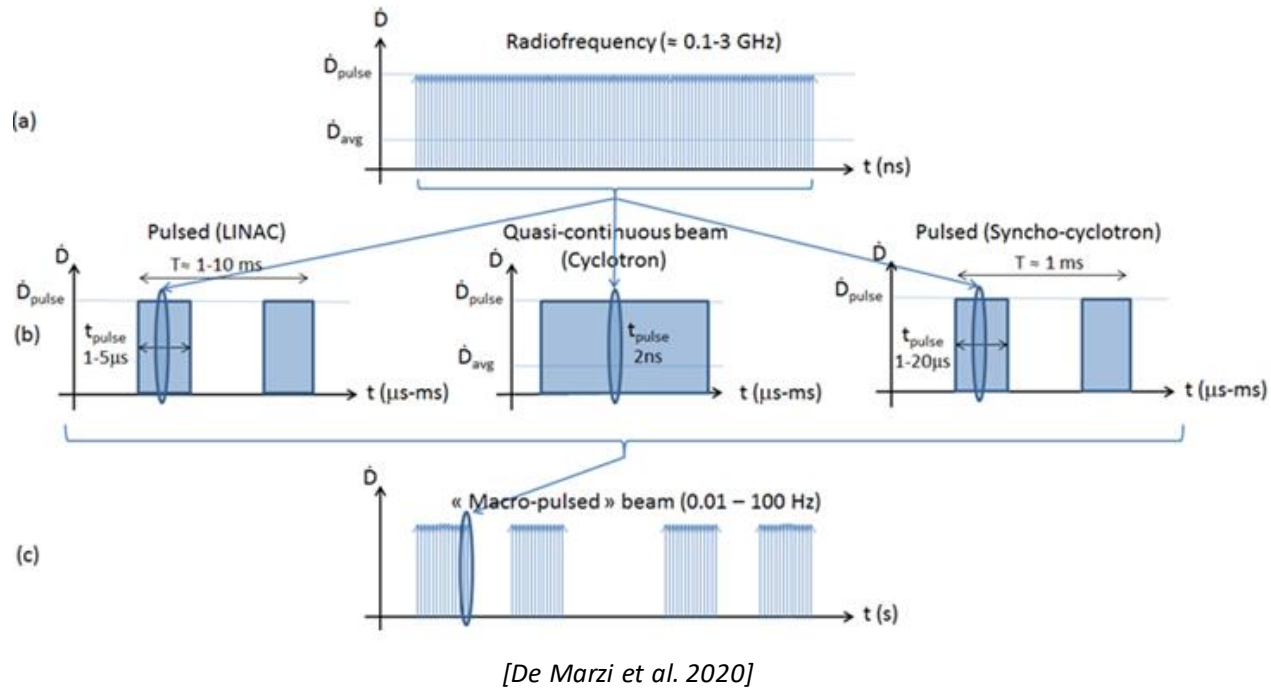 Ḋ
Radiofrequency (≈ 0.1-3 GHz)
Ḋpulse
(a)
Ḋavg
t (ns)
Pulsed (LINAC)
Ḋ
T≈ 1-10 ms
Ḋpulse
tpulse
1-5µs
t (µs-ms)
Quasi-continuous beam
(Cyclotron)
Ḋ
Ḋpulse
tpulse
2ns
Ḋavg
t (µs-ms)
Pulsed (Syncho-cyclotron)
Ḋ
T ≈ 1 ms
Ḋpulse
tpulse
1-20µs
t (µs-ms)
(b)
Ḋ
« Macro-pulsed » beam (0.01 – 100 Hz)
(c)
t (s)
[De Marzi et al. 2020]